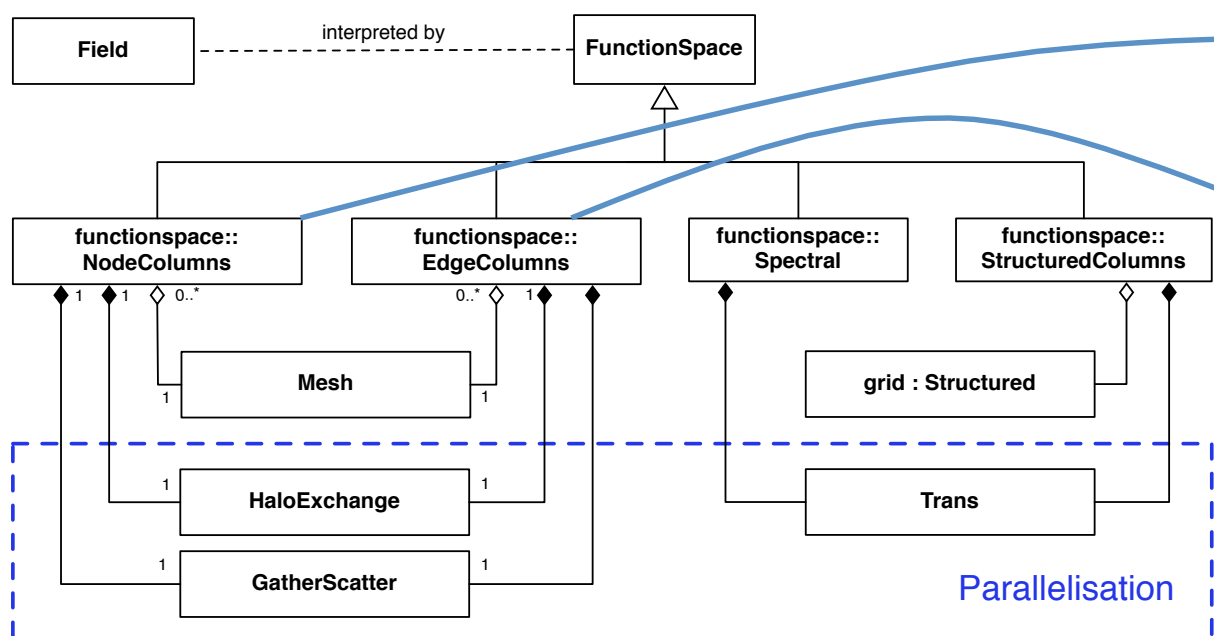 Field
interpreted by
FunctionSpace
functionspace::
NodeColumns
functionspace::
EdgeColumns
functionspace::
Spectral
functionspace::
StructuredColumns
1
1
0..*
0..*
1
Mesh
1
1
grid : Structured
HaloExchange
1
1
Trans
GatherScatter
1
1
Parallelisation